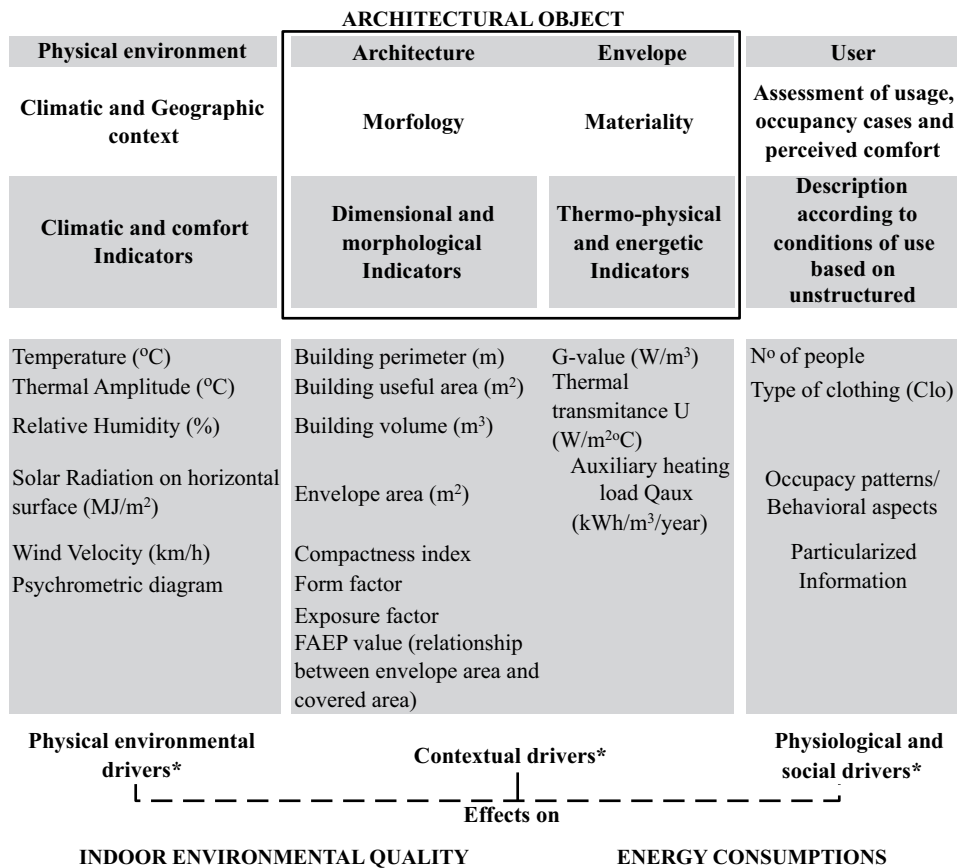 ARCHITECTURAL OBJECT
Physical environment
Architecture
Envelope
User
Climatic and Geographic
context
Morfology
Materiality
Assessment of usage,
occupancy cases and
perceived comfort
Climatic and comfort
Indicators
Dimensional and
morphological
Indicators
Thermo-physical
and energetic
Indicators
Description
according to
conditions of use
based on
unstructured
Temperature (ºC)
Thermal Amplitude (ºC)
Relative Humidity (%)
Solar Radiation on horizontal
surface (MJ/m²)
Wind Velocity (km/h)
Psychrometric diagram
Building perimeter (m)
Building useful area (m²)
Building volume (m³)
Envelope area (m²)
Compactness index
Form factor
Exposure factor
FAEP value (relationship
between envelope area and
covered area)
G-value (W/m³)
Thermal
transmitance U
(W/m²ºC)
Auxiliary heating
load Qaux
(kWh/m³/year)
Nº of people
Type of clothing (Clo)
Occupacy patterns/
Behavioral aspects
Particularized
Information
Physical environmental
drivers*
Contextual drivers*
Physiological and
social drivers*
Effects on
INDOOR ENVIRONMENTAL QUALITY
ENERGY CONSUMPTIONS